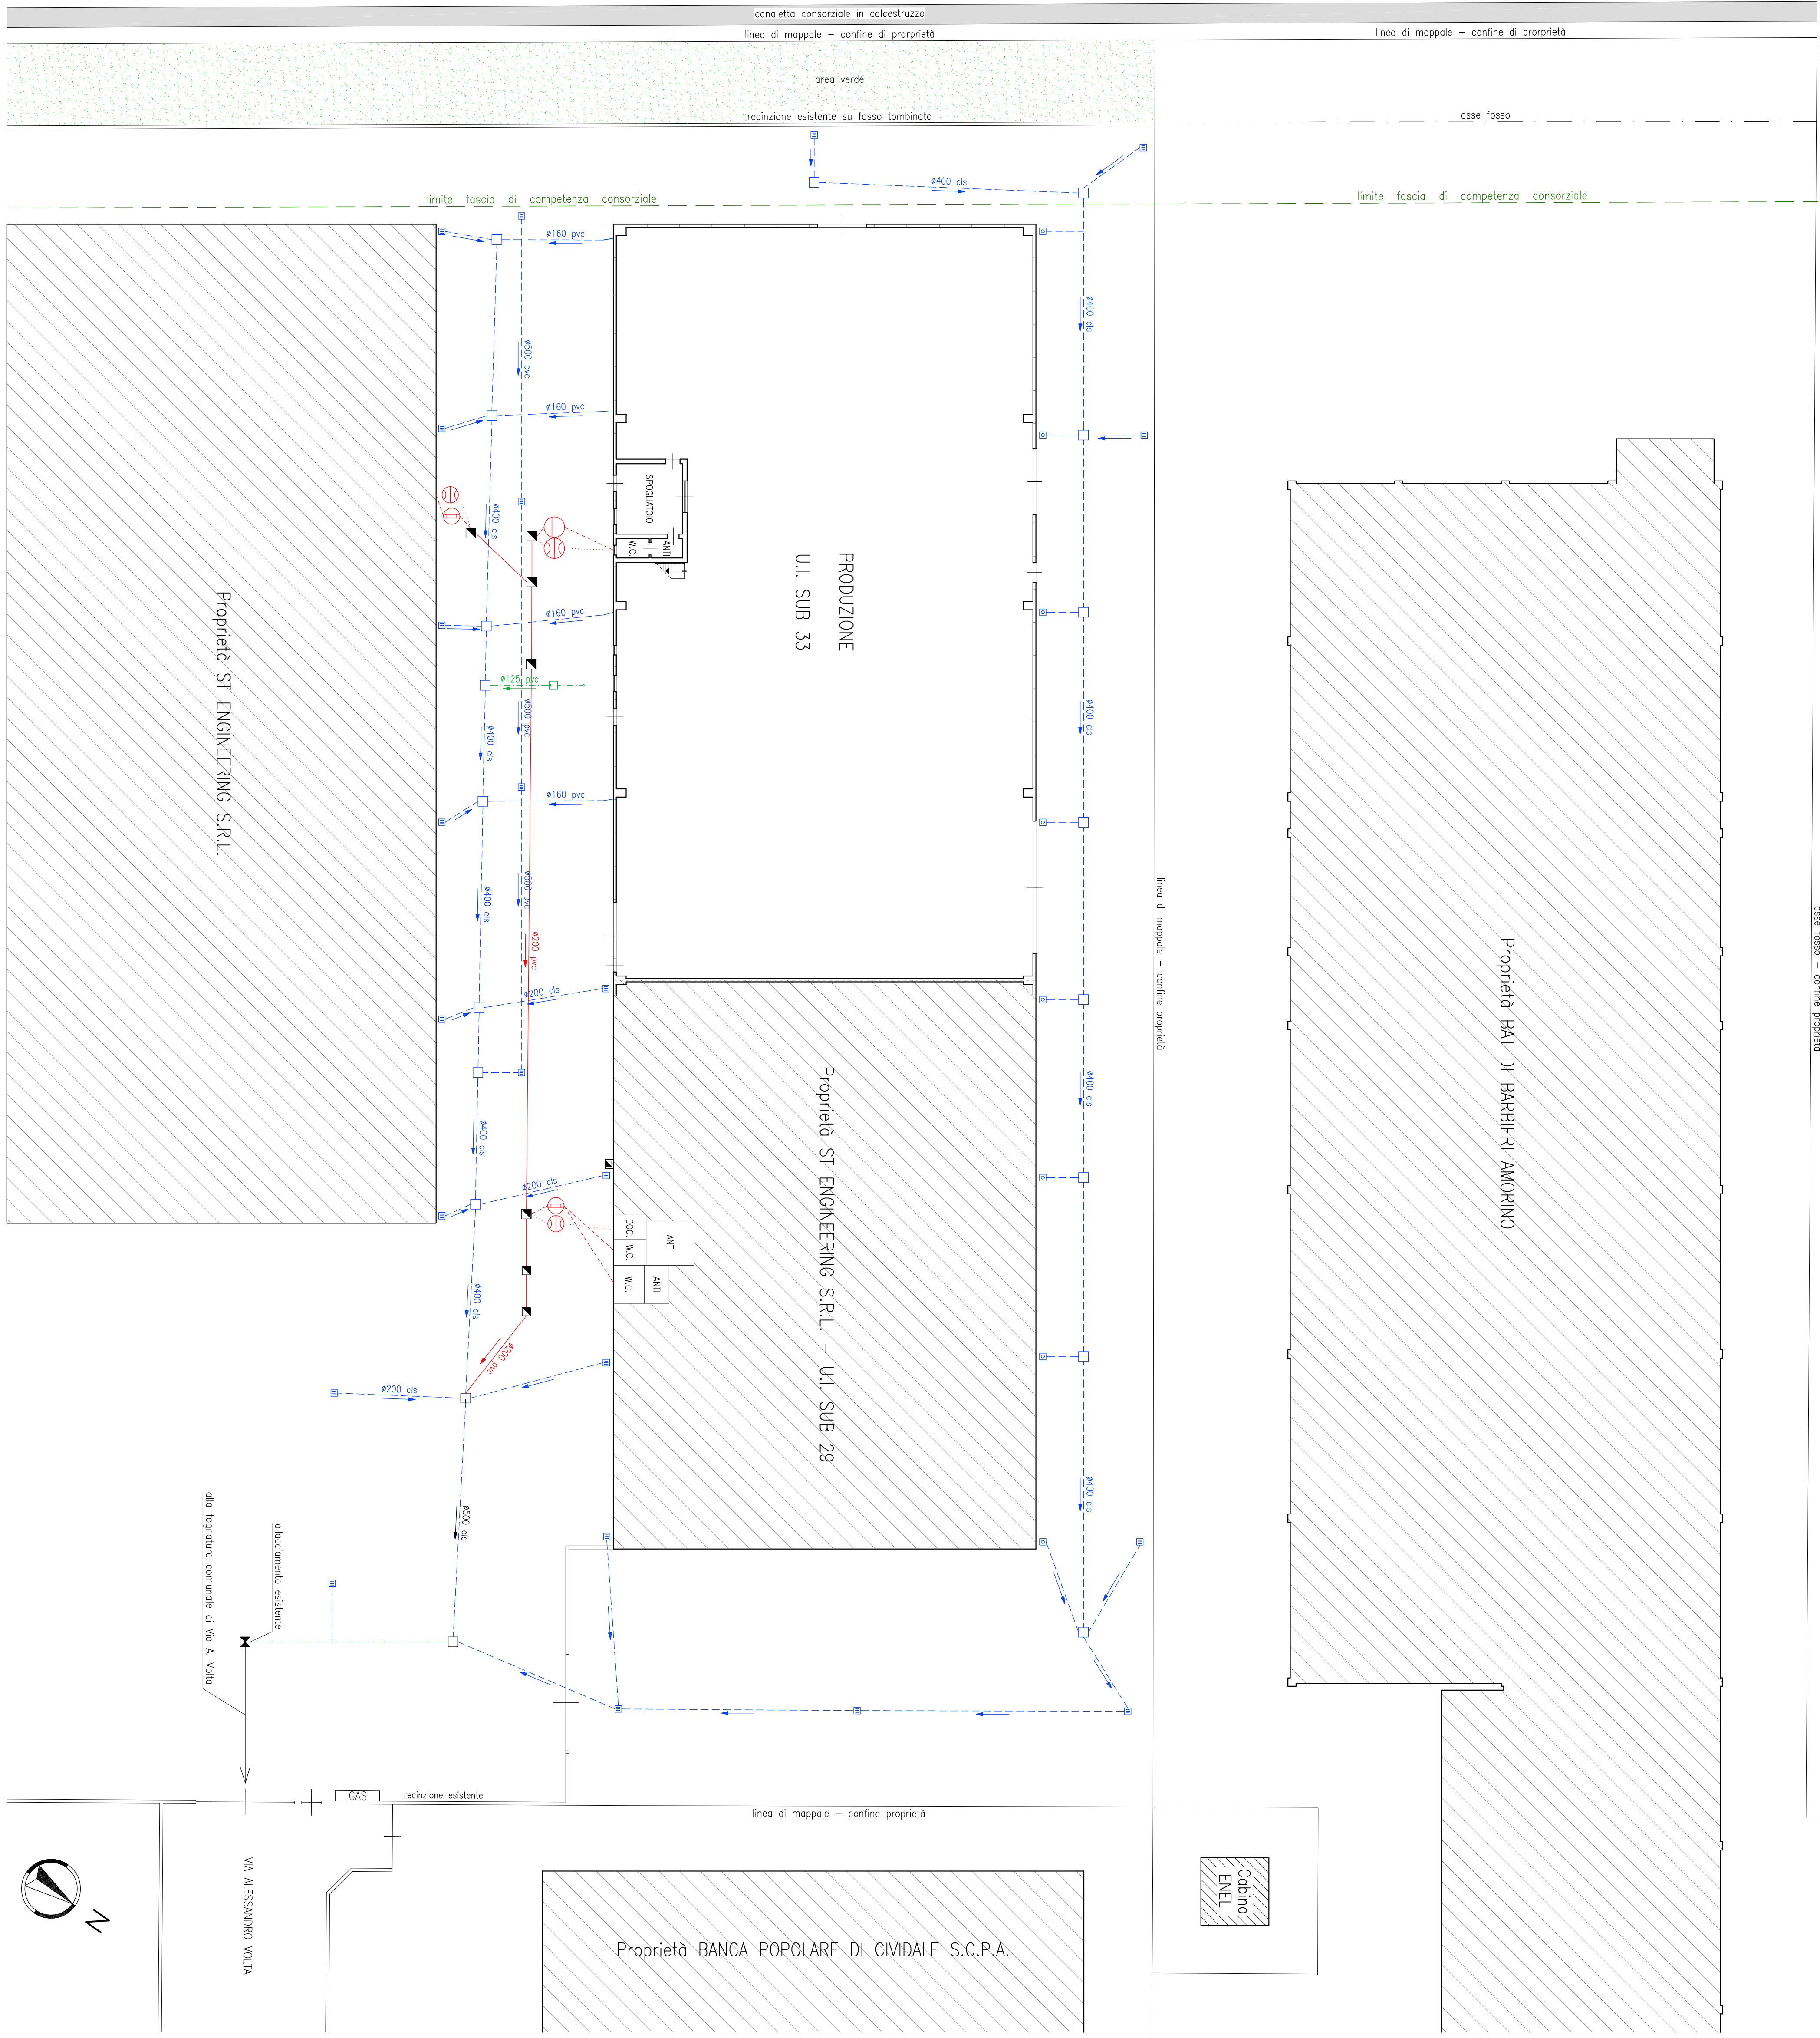 canaletta consorziale in calcestruzzo
linea di mappale – confine di prorprietà
linea di mappale – confine di prorprietà
area verde
recinzione esistente su fosso tombinato
asse fosso
ø400 cls
limite fascia di competenza consorziale
limite fascia di competenza consorziale
ø160 pvc
ø400 cls
ø500 pvc
ø160 pvc
SPOGLIATOIO
ø400 cls
W.C.
ANTI
PRODUZIONE
U.I. SUB 33
Proprietà ST ENGINEERING S.R.L.
ø160 pvc
ø125 pvc
ø500 pvc
ø400 cls
ø400 cls
ø160 pvc
ø500 pvc
ø400 cls
ø200 pvc
linea di mappale – confine proprietà
asse fosso – confine proprietà
Proprietà BAT DI BARBIERI AMORINO
ø200 cls
Proprietà ST ENGINEERING S.R.L. – U.I. SUB 29
ø400 cls
ø400 cls
ø200 cls
DOC.
W.C.
ANTI
W.C.
ANTI
ø400 cls
ø200 pvc
ø200 cls
ø400 cls
ø500 cls
allacciamento esistente
alla fognatura comunale di Via A. Volta
GAS
recinzione esistente
linea di mappale – confine proprietà
VIA ALESSANDRO VOLTA
N
Cabina
ENEL
Proprietà BANCA POPOLARE DI CIVIDALE S.C.P.A.